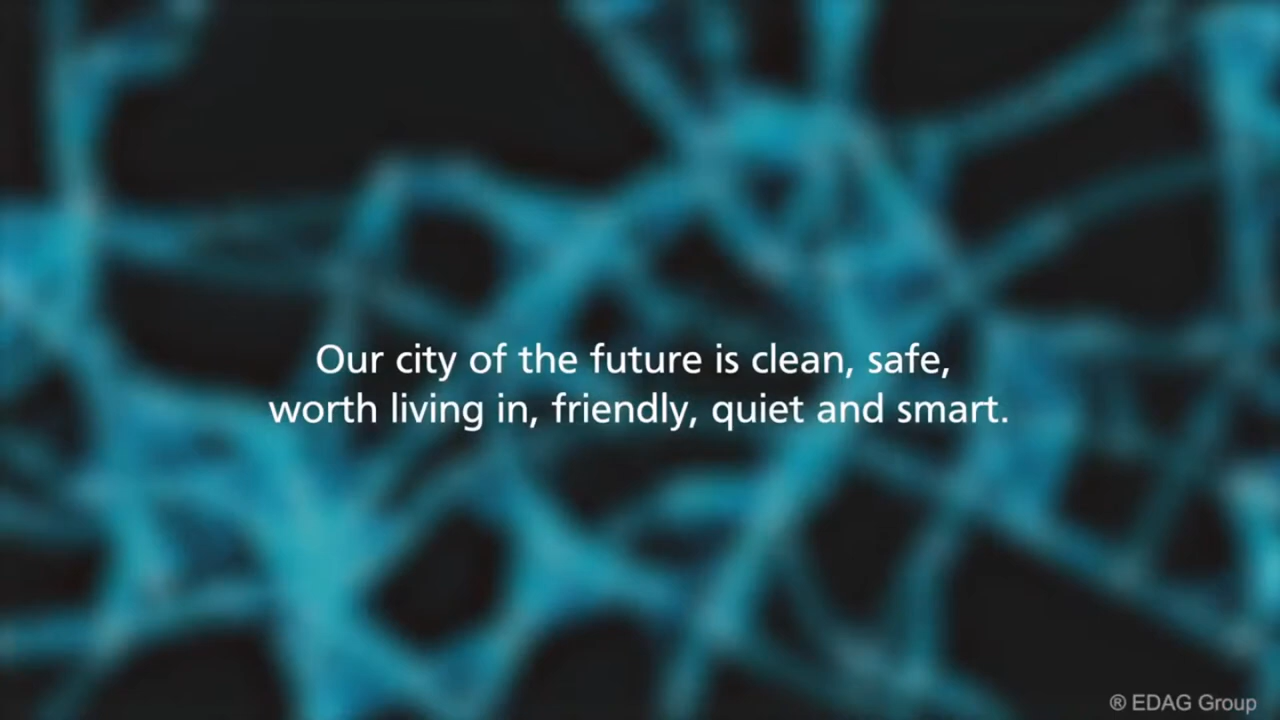 Our city of the future is clean, safe,
worth living in, friendly, quiet and smart.
® EDAG Group